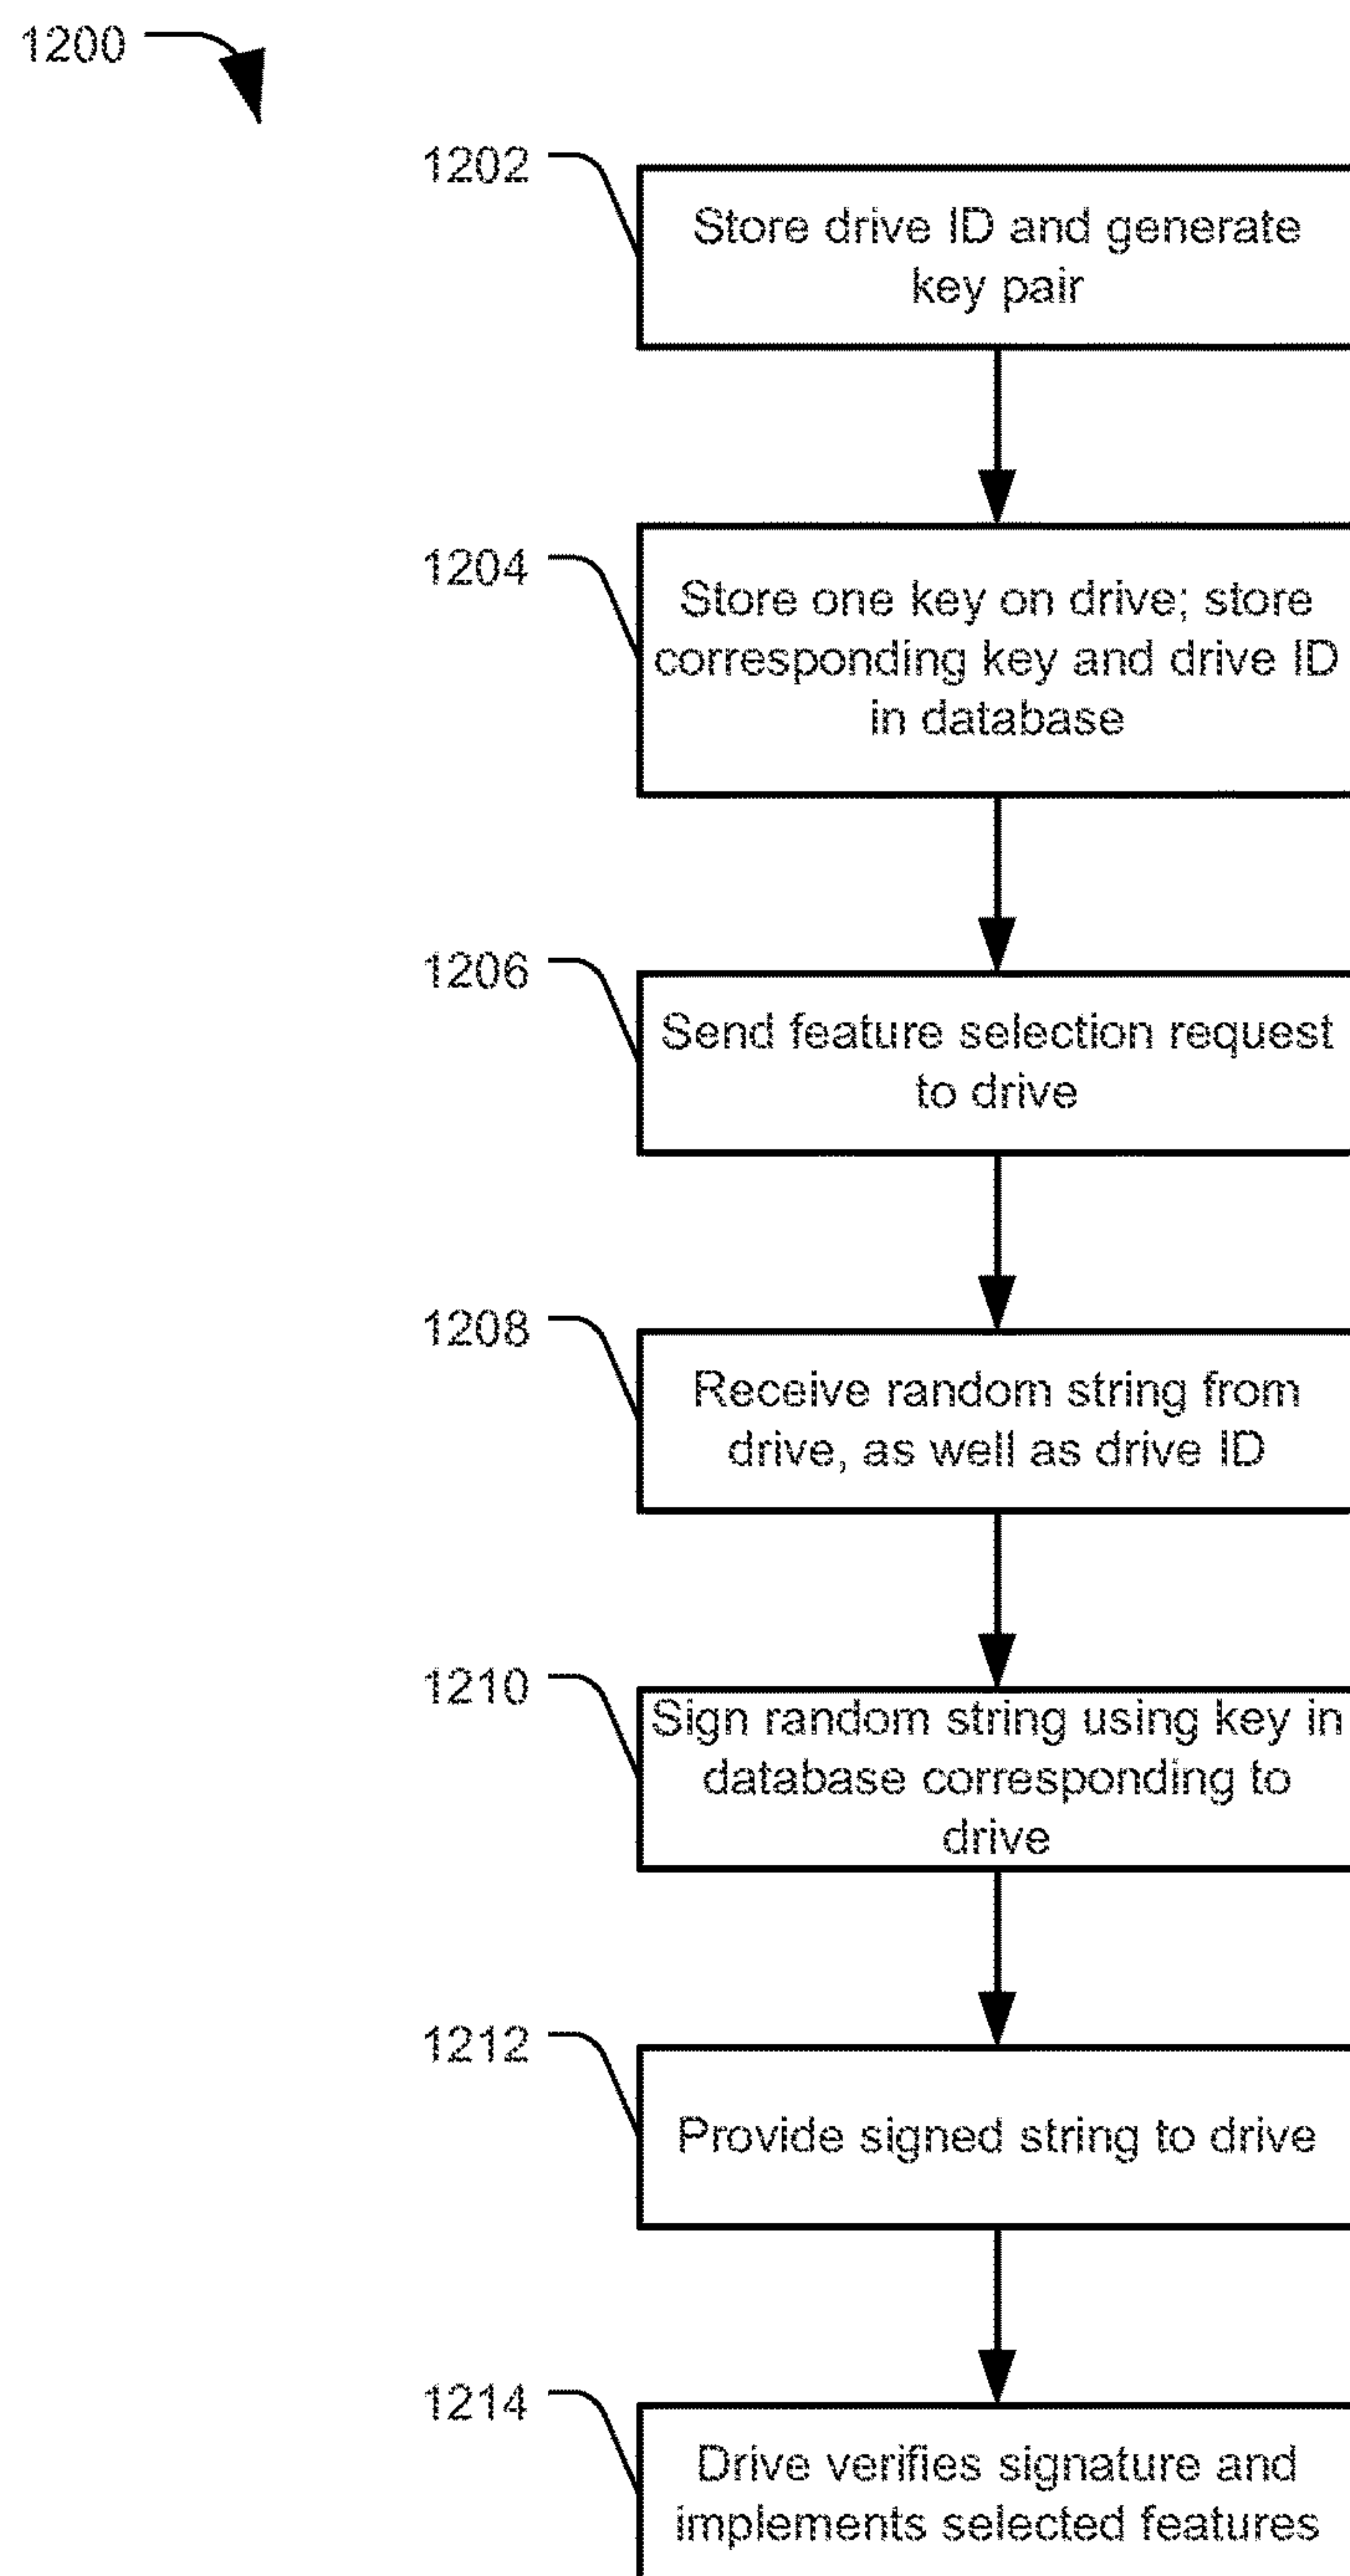 1200
1202
Store drive ID and generate
key pair
1204
Store one key on drive; store
corresponding key and drive ID
in database
1206
Send feature selection request
to drive
1208
Receive random string from
drive, as well as drive ID
1210
Sign random string using key in
database corresponding to
drive
1212
Provide signed string to drive
1214
Drive verifies signature and
implements selected features